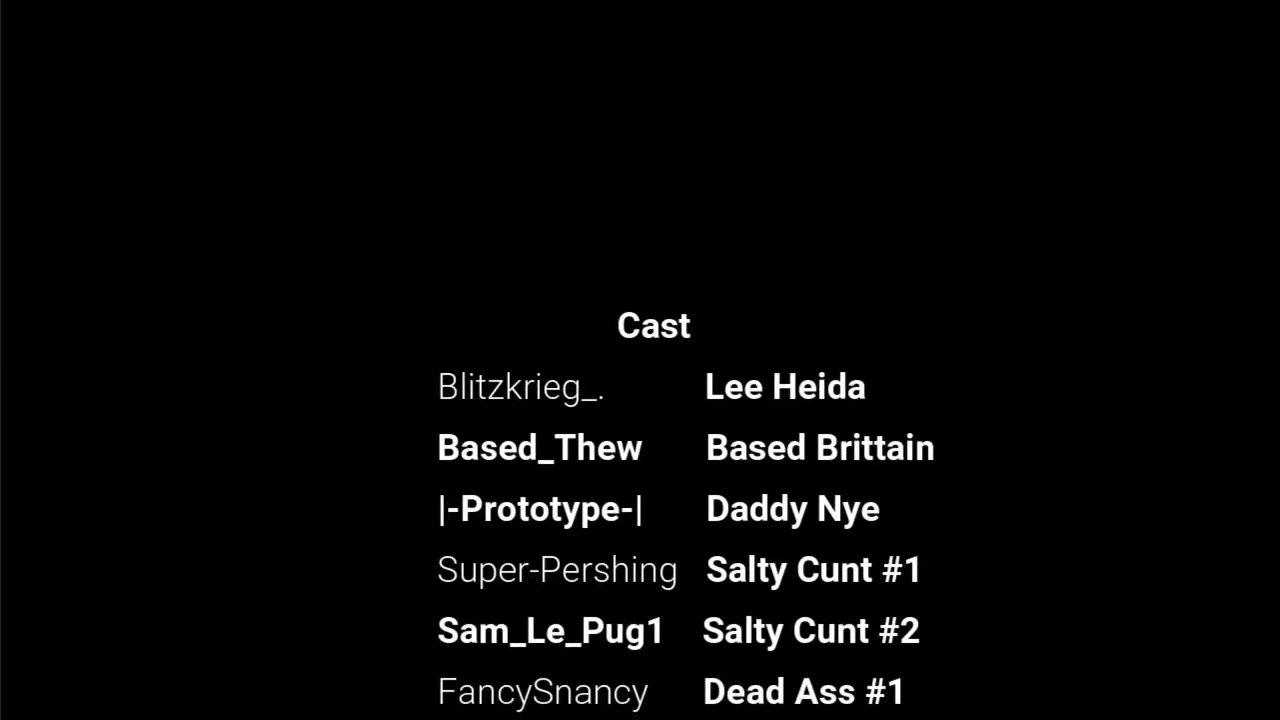 Cast
Blitzkrieg_. Lee Heida
Based_Thew Based Brittain
|-Prototype-| Daddy Nye
Super-Pershing Salty Cunt #1
Sam_Le_Pug1 Salty Cunt #2
FancySnancy Dead Ass #1